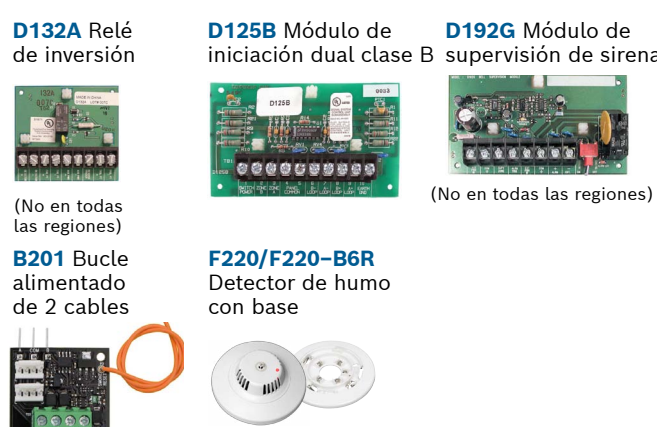 D132A Relé
de inversión
(No en todas
las regiones)
D125B Módulo de
iniciación dual clase B
D125B
D192G Módulo de
supervisión de sirena
(No en todas las regiones)
B201 Bucle
alimentado
de 2 cables
A COM B
F220/F220-B6R
Detector de humo
con base